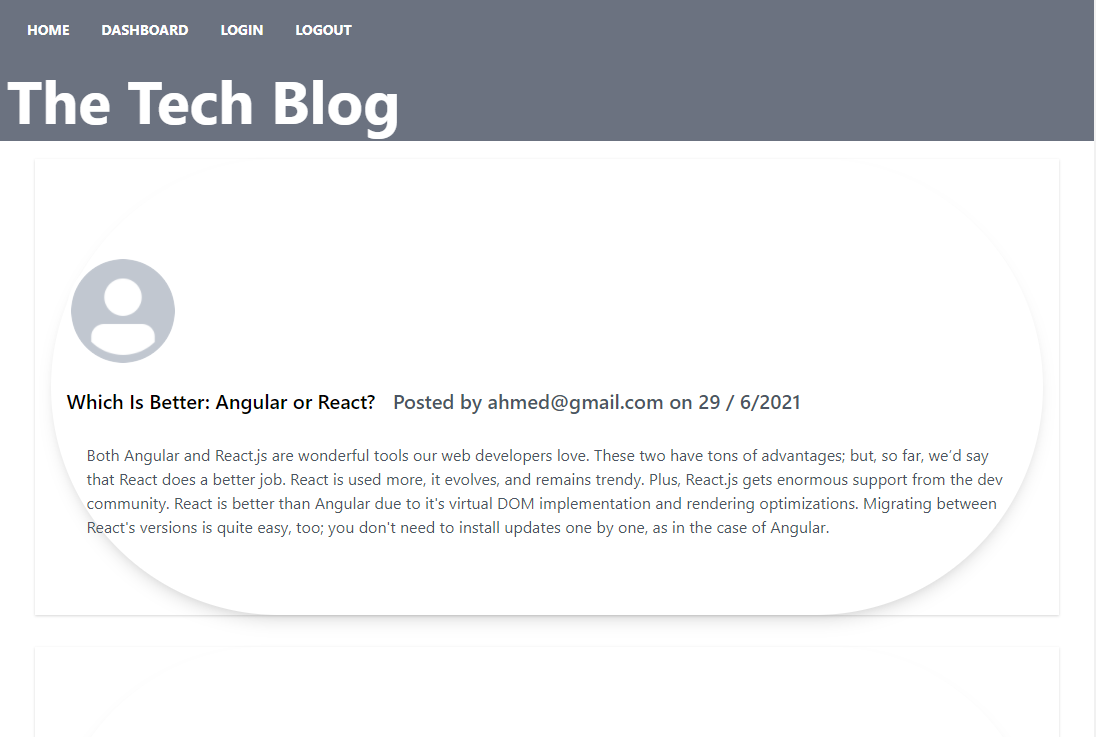 HOME DASHBOARD LOGIN LOGOUT
The Tech Blog
Which Is Better: Angular or React? Posted by ahmed@gmail.com on 29 / 6/2021
Both Angular and React.js are wonderful tools our web developers love. These two have tons of advantages; but, so far, we’d say
that React does a better job. React is used more, it evolves, and remains trendy. Plus, React.js gets enormous support from the dev
community. React is better than Angular due to it's virtual DOM implementation and rendering optimizations. Migrating between
React's versions is quite easy, too; you don't need to install updates one by one, as in the case of Angular.